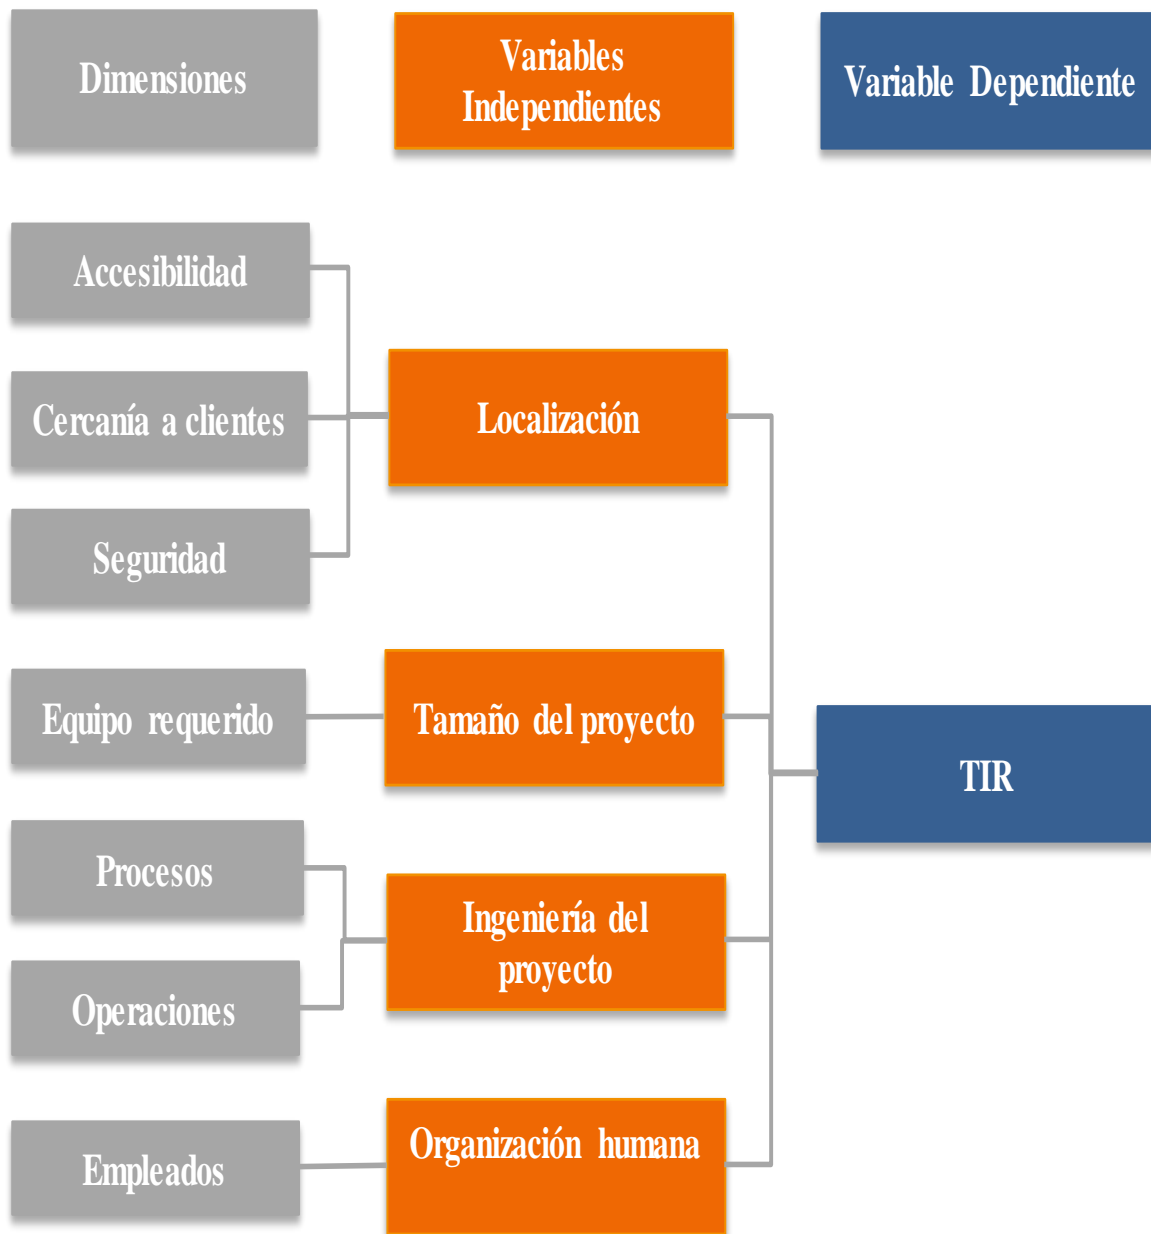 Dimensiones
Variables
Independientes
Variable Dependiente
Accesibilidad
Cercanía a clientes
Localización
Seguridad
Equipo requerido
Tamaño del proyecto
TIR
Procesos
Ingeniería del
proyecto
Operaciones
Organización humana
Empleados